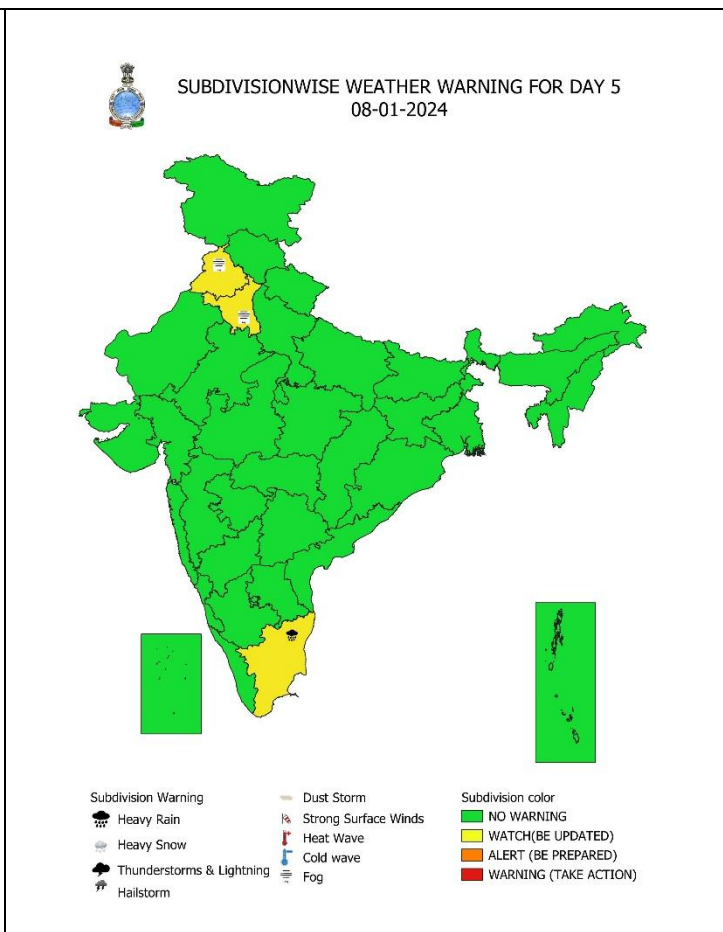 SUBDIVISIONWISE WEATHER WARNING FOR DAY 5
08-01-2024
Subdivision Warning
Heavy Rain
Heavy Snow
Thunderstorms & Lightning
Hailstorm
Dust Storm
Strong Surface Winds
Heat Wave
Cold wave
Fog
Subdivision color
NO WARNING
WATCH(BE UPDATED)
ALERT (BE PREPARED)
WARNING (TAKE ACTION)